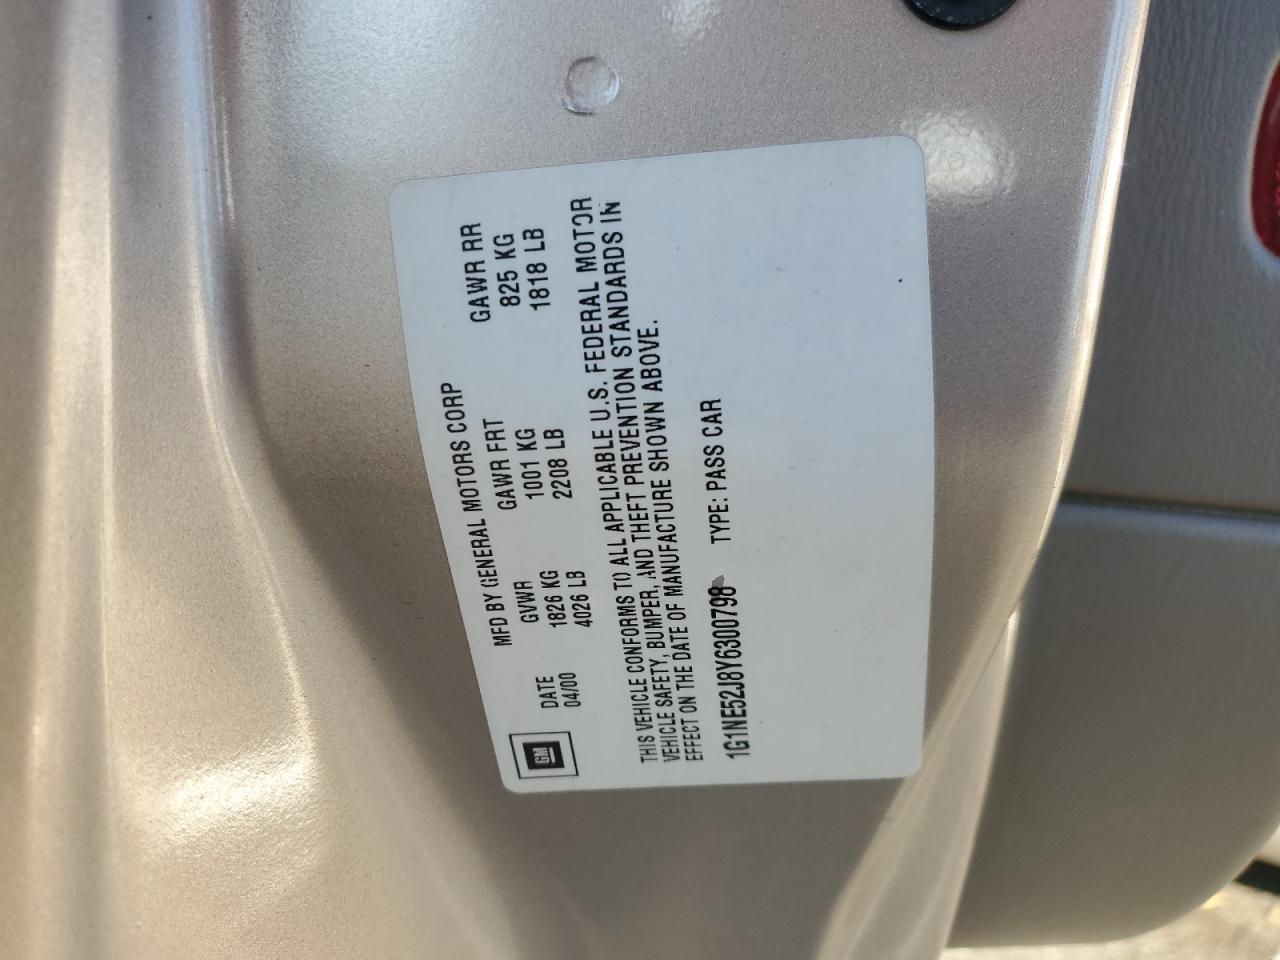 GM
MFD BY GENERAL MOTORS CORP
DATE GVWR GAWR FRT GAWR RR
04/00 1826 KG 1001 KG 825 KG
4026 LB 2208 LB 1818 LB
THIS VEHICLE CONFORMS TO ALL APPLICABLE U.S. FEDERAL MOTOR
VEHICLE SAFETY, BUMPER, AND THEFT PREVENTION STANDARDS IN
EFFECT ON THE DATE OF MANUFACTURE SHOWN ABOVE.
1G1NE52J8Y6300798 TYPE: PASS CAR